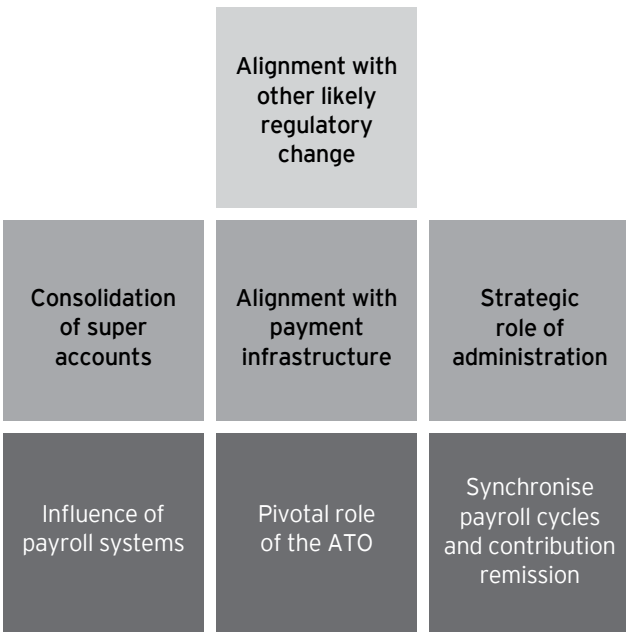 Alignment with
other likely
regulatory
change
Consolidation
of super
accounts
Alignment with
payment
infrastructure
Strategic
role of
administration
Influence of
payroll systems
Pivotal role
of the ATO
Synchronise
payroll cycles
and contribution
remission